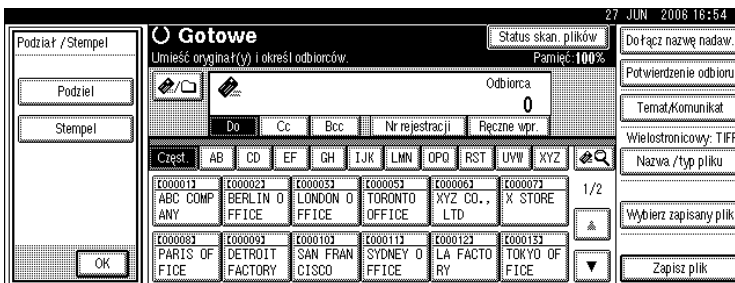 27 JUN 2006 16:54
Podział /Stempel
Podziel
Stempel
OK
Gotowe
Status skan. plików
Umieść oryginał(y) i określ odbiorców.
Pamięć:100%
Odbiorca
0
Do Cc Bcc Nr rejestracji Ręczne wpr.
Częst. AB CD EF GH IJK LMN OPQ RST UVW XYZ
[00001] [00002] [00003] [00005] [00006] [00007]
ABC COMP BERLIN O LONDON O TORONTO XYZ CO., X STORE
ANY FFICE FFICE OFFICE LTD
1/2
[00008] [00009] [00010] [00011] [00012] [00013]
PARIS OF DETROIT SAN FRAN SYDNEY O LA FACTO TOKYO OF
FICE FACTORY CISCO FFICE RY FICE
Dołącz nazwę nadaw.
Potwierdzenie odbioru
Temat/Komunikat
Wielostronicowy: TIFF
Nazwa /typ pliku
Wybierz zapisany plik
Zapisz plik